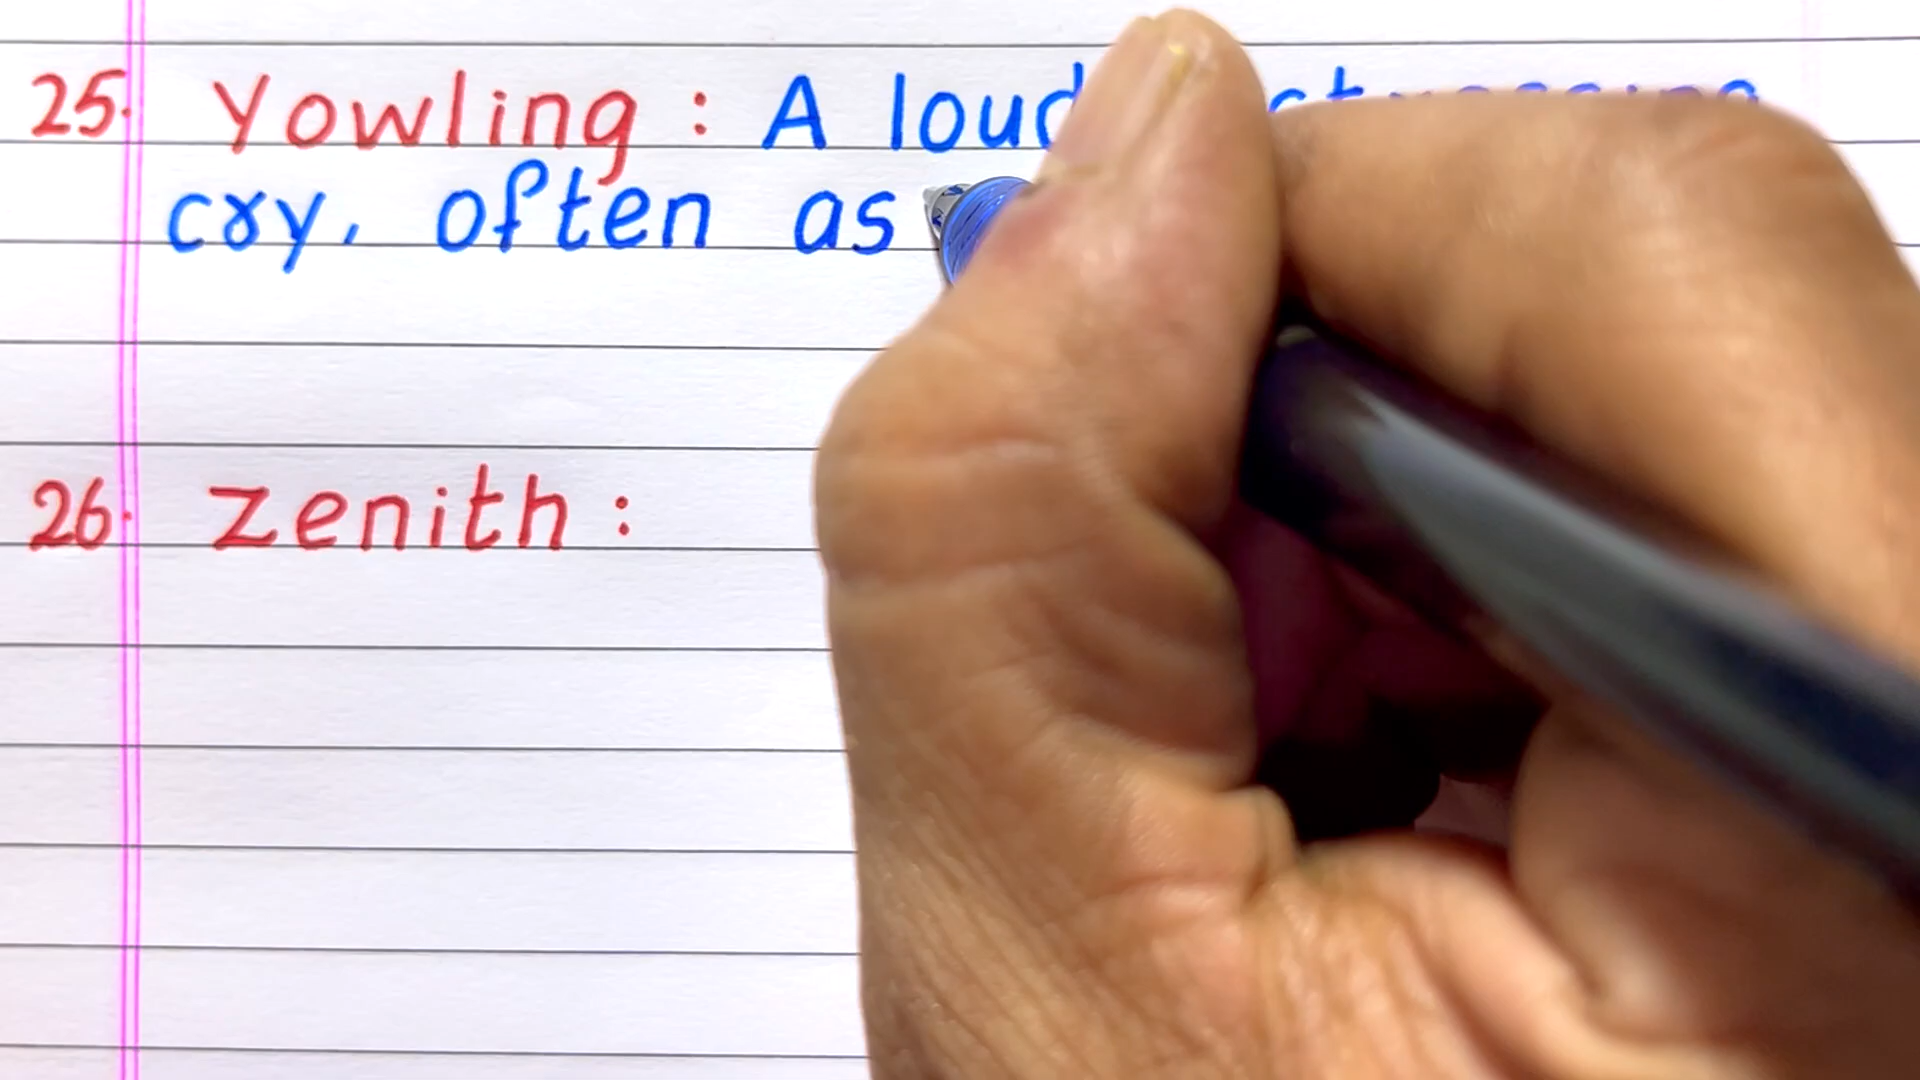 25. Yowling : A loud
cry, often as
26. Zenith :